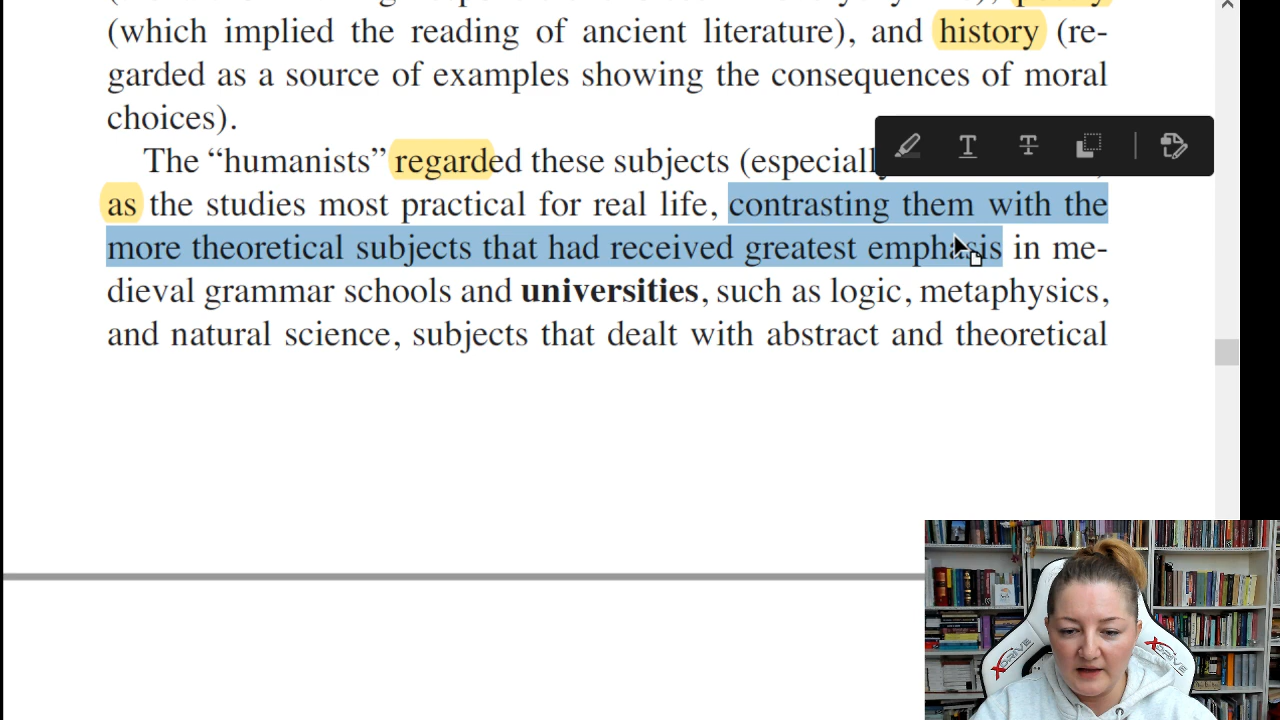 (which implied the reading of ancient literature), and history (re-
garded as a source of examples showing the consequences of moral
choices).
The “humanists” regarded these subjects (especially
as the studies most practical for real life, contrasting them with the
more theoretical subjects that had received greatest emphasis in me-
dieval grammar schools and universities, such as logic, metaphysics,
and natural science, subjects that dealt with abstract and theoretical
XDRIVE
XDRIVE